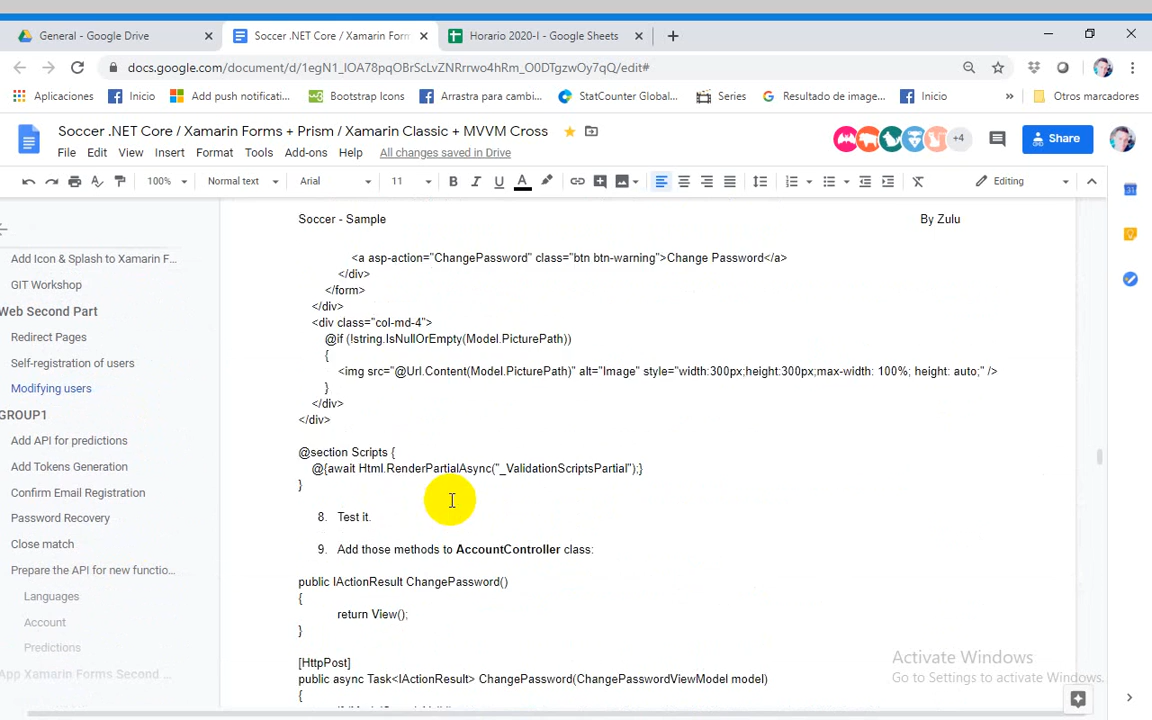 General - Google Drive
Soccer .NET Core / Xamarin Forr
Horario 2020-I - Google Sheets
docs.google.com/document/d/1egN1_IOA78pqOBrScLvZNRrrwo4hRm_O0DTgzwOy7qQ/edit#
Aplicaciones
Inicio
Add push notificati...
Bootstrap Icons
Arrastra para cambi...
StatCounter Global...
Series
Resultado de image...
Inicio
»
Otros marcadores
Soccer .NET Core / Xamarin Forms + Prism / Xamarin Classic + MVVM Cross
+4
Share
File Edit View Insert Format Tools Add-ons Help All changes saved in Drive
100% Normal text Arial 11 B I U A Editing
Add Icon & Splash to Xamarin F...
GIT Workshop
Web Second Part
Redirect Pages
Self-registration of users
Modifying users
GROUP1
Add API for predictions
Add Tokens Generation
Confirm Email Registration
Password Recovery
Close match
Prepare the API for new functio...
Languages
Account
Predictions
App Xamarin Forms Second ...
Soccer - Sample By Zulu
<a asp-action="ChangePassword" class="btn btn-warning">Change Password</a>
</div>
</form>
</div>
<div class="col-md-4">
@if (!string.IsNullOrEmpty(Model.PicturePath))
{
<img src="@Url.Content(Model.PicturePath)" alt="Image" style="width:300px;height:300px;max-width: 100%; height: auto;" />
}
</div>
</div>
@section Scripts {
@{await Html.RenderPartialAsync("_ValidationScriptsPartial");}
}
8. Test it.
9. Add those methods to AccountController class:
public IActionResult ChangePassword()
{
return View();
}
[HttpPost]
public async Task<IActionResult> ChangePassword(ChangePasswordViewModel model)
{
Activate Windows
Go to Settings to activate Windows.